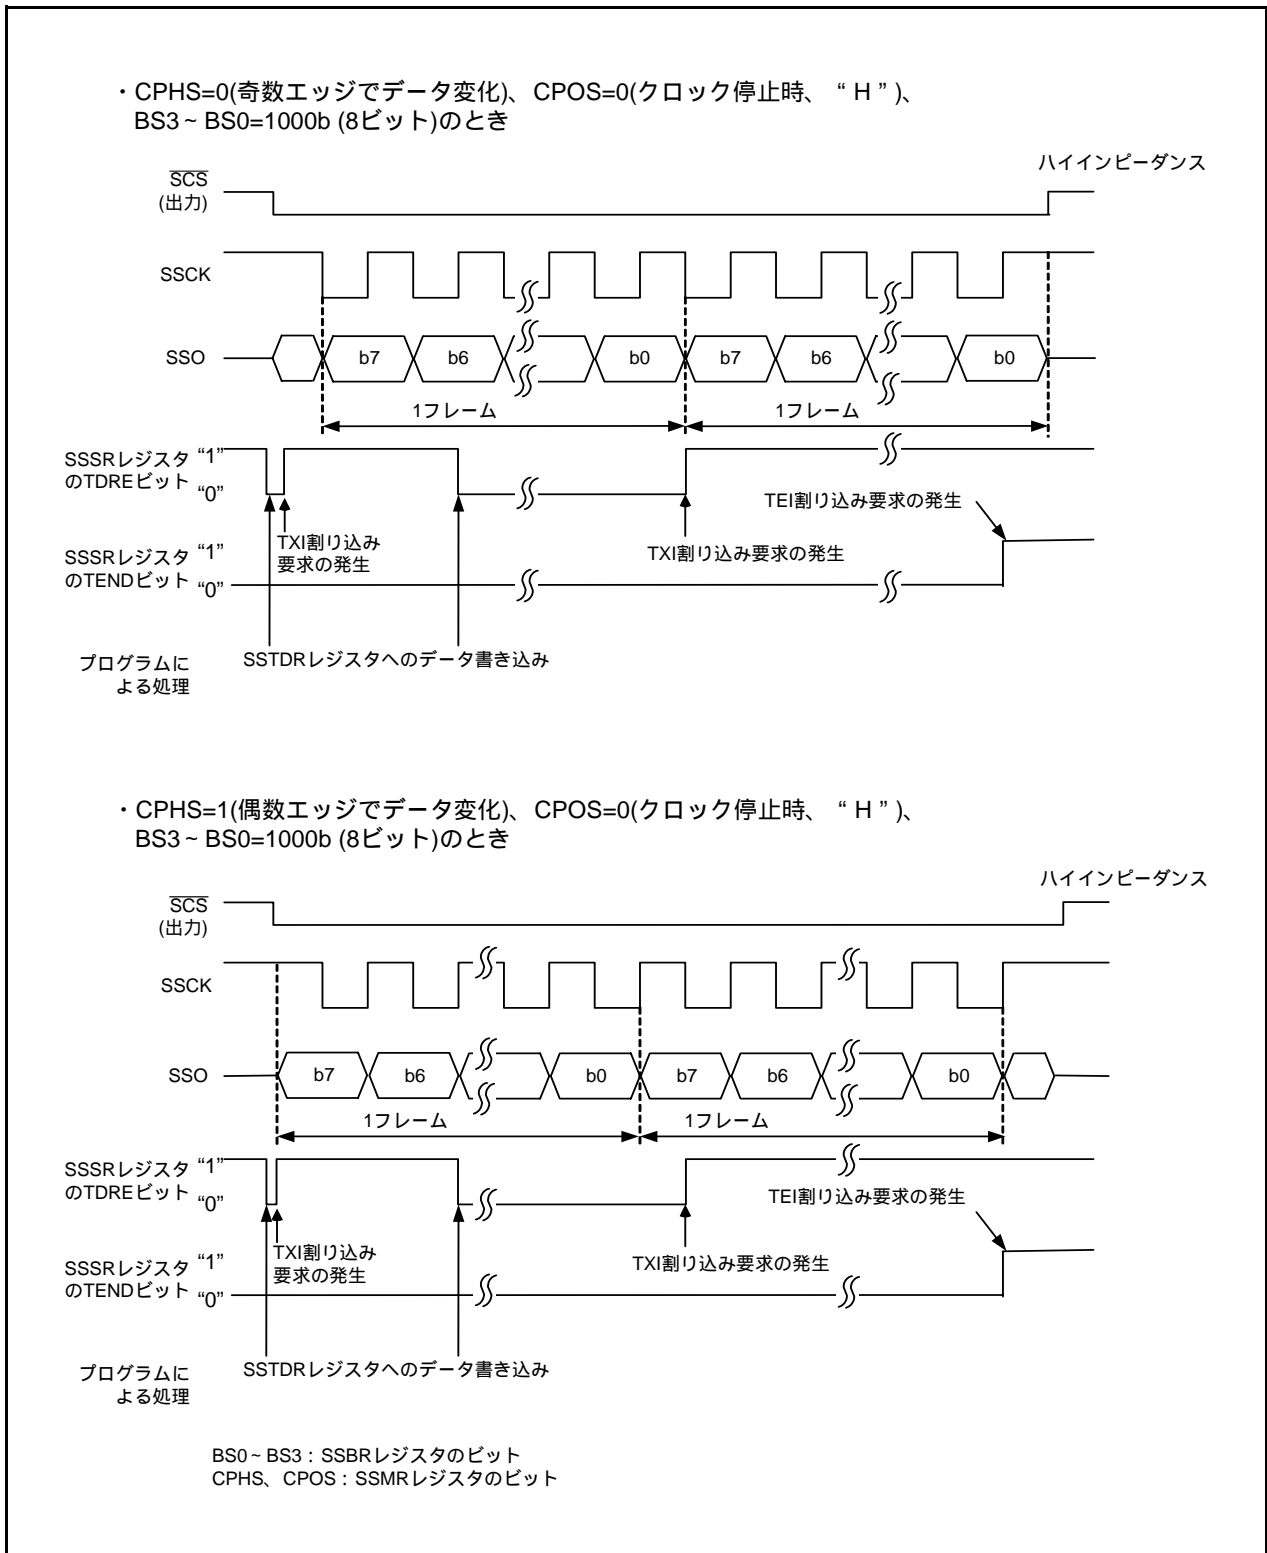 ・CPHS=0(奇数エッジでデータ変化)、CPOS=0(クロック停止時、“H”)、
BS3~BS0=1000b (8ビット)のとき
ハイインピーダンス
SCS
(出力)
SSCK
SSO
b7
b6
b0
b7
b6
b0
1フレーム
1フレーム
SSSRレジスタ “1”
のTDREビット “0”
TEI割り込み要求の発生
TXI割り込み
要求の発生
TXI割り込み要求の発生
SSSRレジスタ “1”
のTENDビット “0”
プログラムに
よる処理
SSTDRレジスタへのデータ書き込み
・CPHS=1(偶数エッジでデータ変化)、CPOS=0(クロック停止時、“H”)、
BS3~BS0=1000b (8ビット)のとき
ハイインピーダンス
SCS
(出力)
SSCK
SSO
b7
b6
b0
b7
b6
b0
1フレーム
1フレーム
SSSRレジスタ “1”
のTDREビット “0”
TEI割り込み要求の発生
TXI割り込み
要求の発生
TXI割り込み要求の発生
SSSRレジスタ “1”
のTENDビット “0”
プログラムに
よる処理
SSTDRレジスタへのデータ書き込み
BS0~BS3:SSBRレジスタのビット
CPHS、CPOS:SSMRレジスタのビット